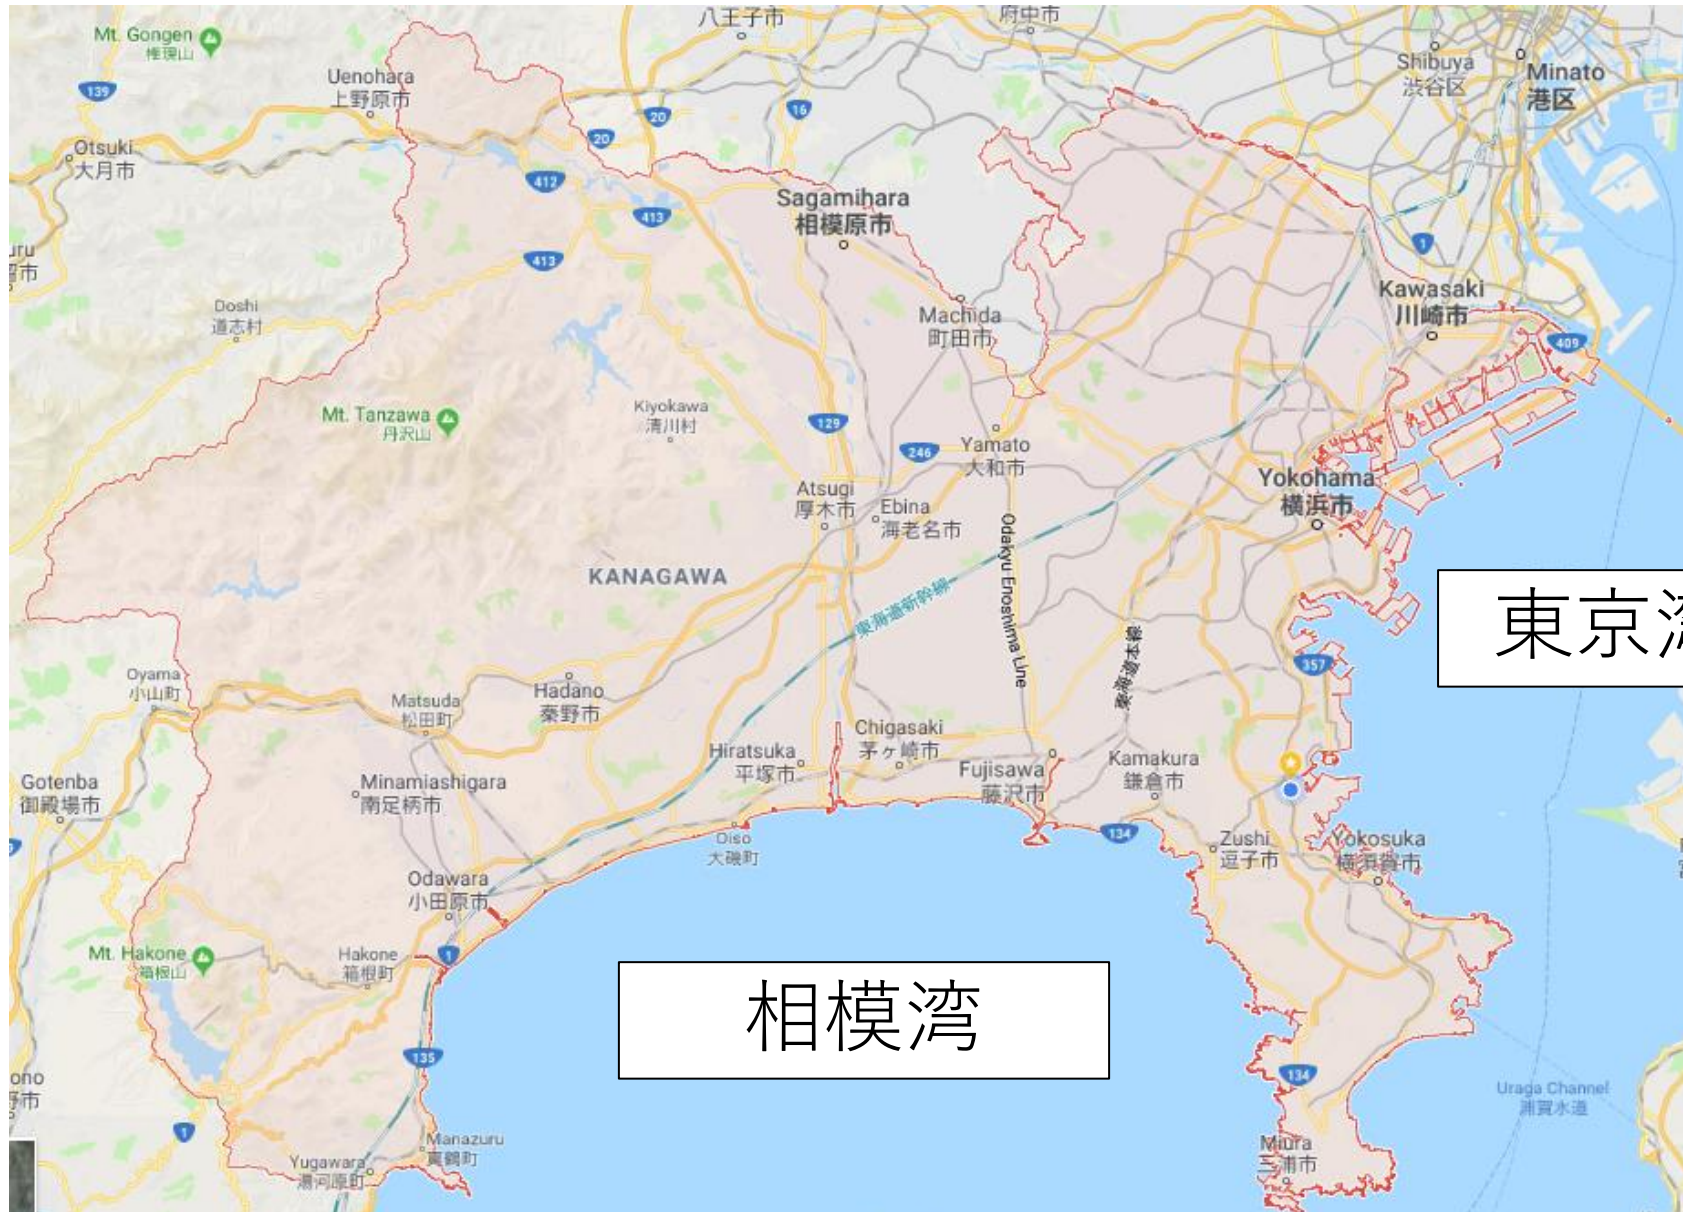 八王子市
府中市
Mt. Gongen
権現山
Shibuya
渋谷区
Minato
港区
Uenohara
上野原市
139
20
16
20
Otsuki
大月市
412
413
Sagamihara
相模原市
413
1
Doshi
道志村
Kawasaki
川崎市
Machida
町田市
409
Mt. Tanzawa
丹沢山
Kiyokawa
清川村
129
246
Yamato
大和市
Yokohama
横浜市
Atsugi
厚木市
Ebina
海老名市
KANAGAWA
東海道新幹線
Odakyu Enoshima Line
東海道本線
東京
357
Oyama
小山町
Matsuda
松田町
Hadano
秦野市
Hiratsuka
平塚市
Chigasaki
茅ヶ崎市
Fujisawa
藤沢市
Kamakura
鎌倉市
Gotenba
御殿場市
Minamiashigara
南足柄市
Oiso
大磯町
134
Zushi
逗子市
Yokosuka
横須賀市
Odawara
小田原市
Mt. Hakone
箱根山
Hakone
箱根町
1
相模湾
135
134
Uraga Channel
浦賀水道
1
Manazuru
真鶴町
Yugawara
湯河原町
Miura
三浦市